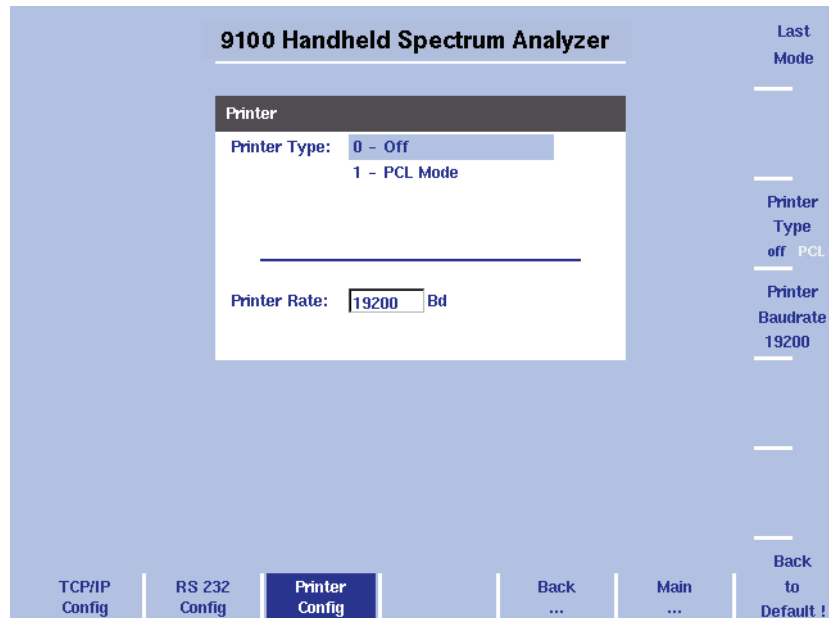 9100 Handheld Spectrum Analyzer
Printer
Printer Type: 0 - Off
1 - PCL Mode
Printer Rate: 19200 Bd
Last
Mode
Printer
Type
off PCL
Printer
Baudrate
19200
Back
to
Default !
TCP/IP
Config
RS 232
Config
Printer
Config
Back
...
Main
...